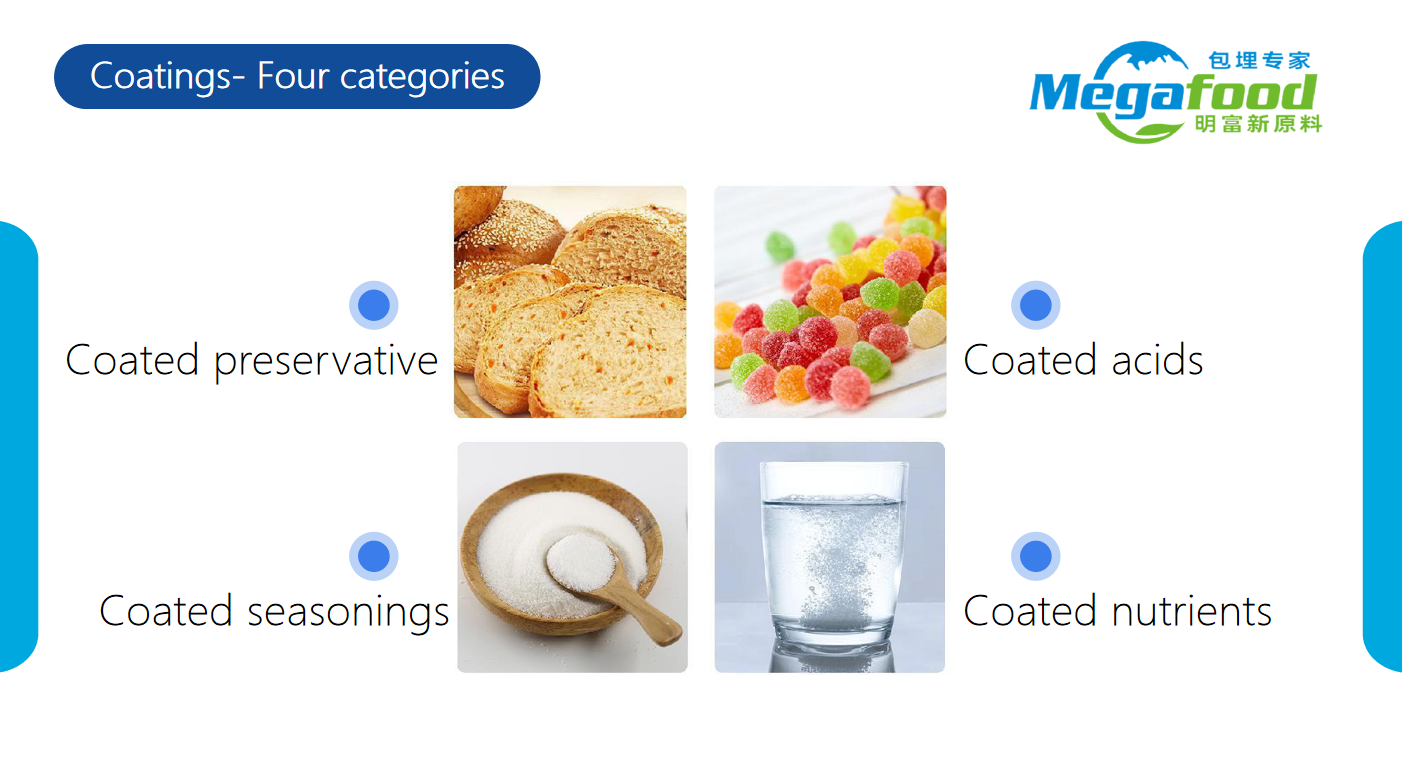 Coatings- Four categories
包埋专家
Megafood
明富新原料
Coated preservative
Coated acids
Coated seasonings
Coated nutrients